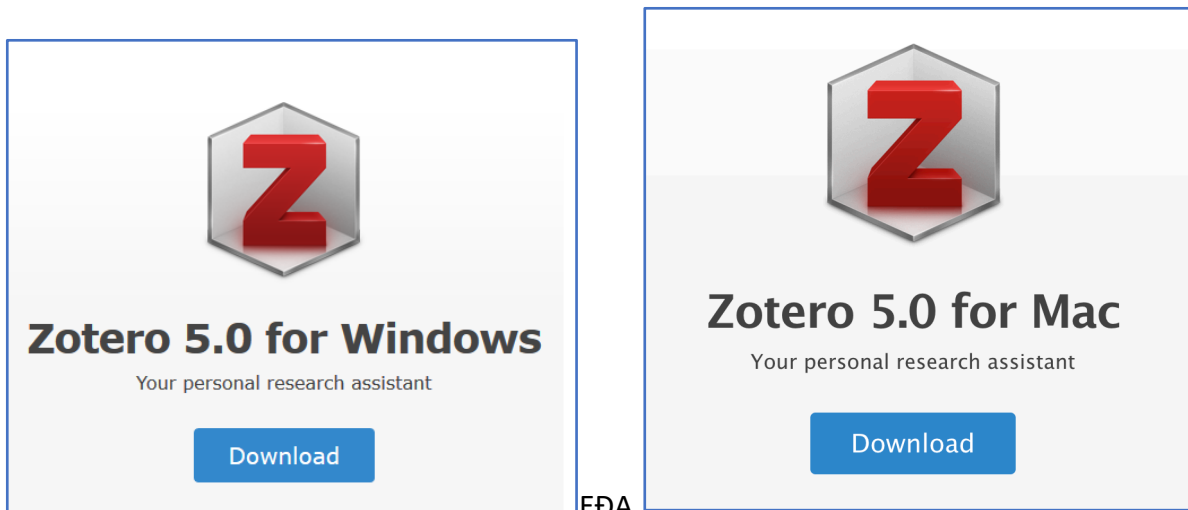 Z
Zotero 5.0 for Windows
Your personal research assistant
Download
EÐA
Z
Zotero 5.0 for Mac
Your personal research assistant
Download